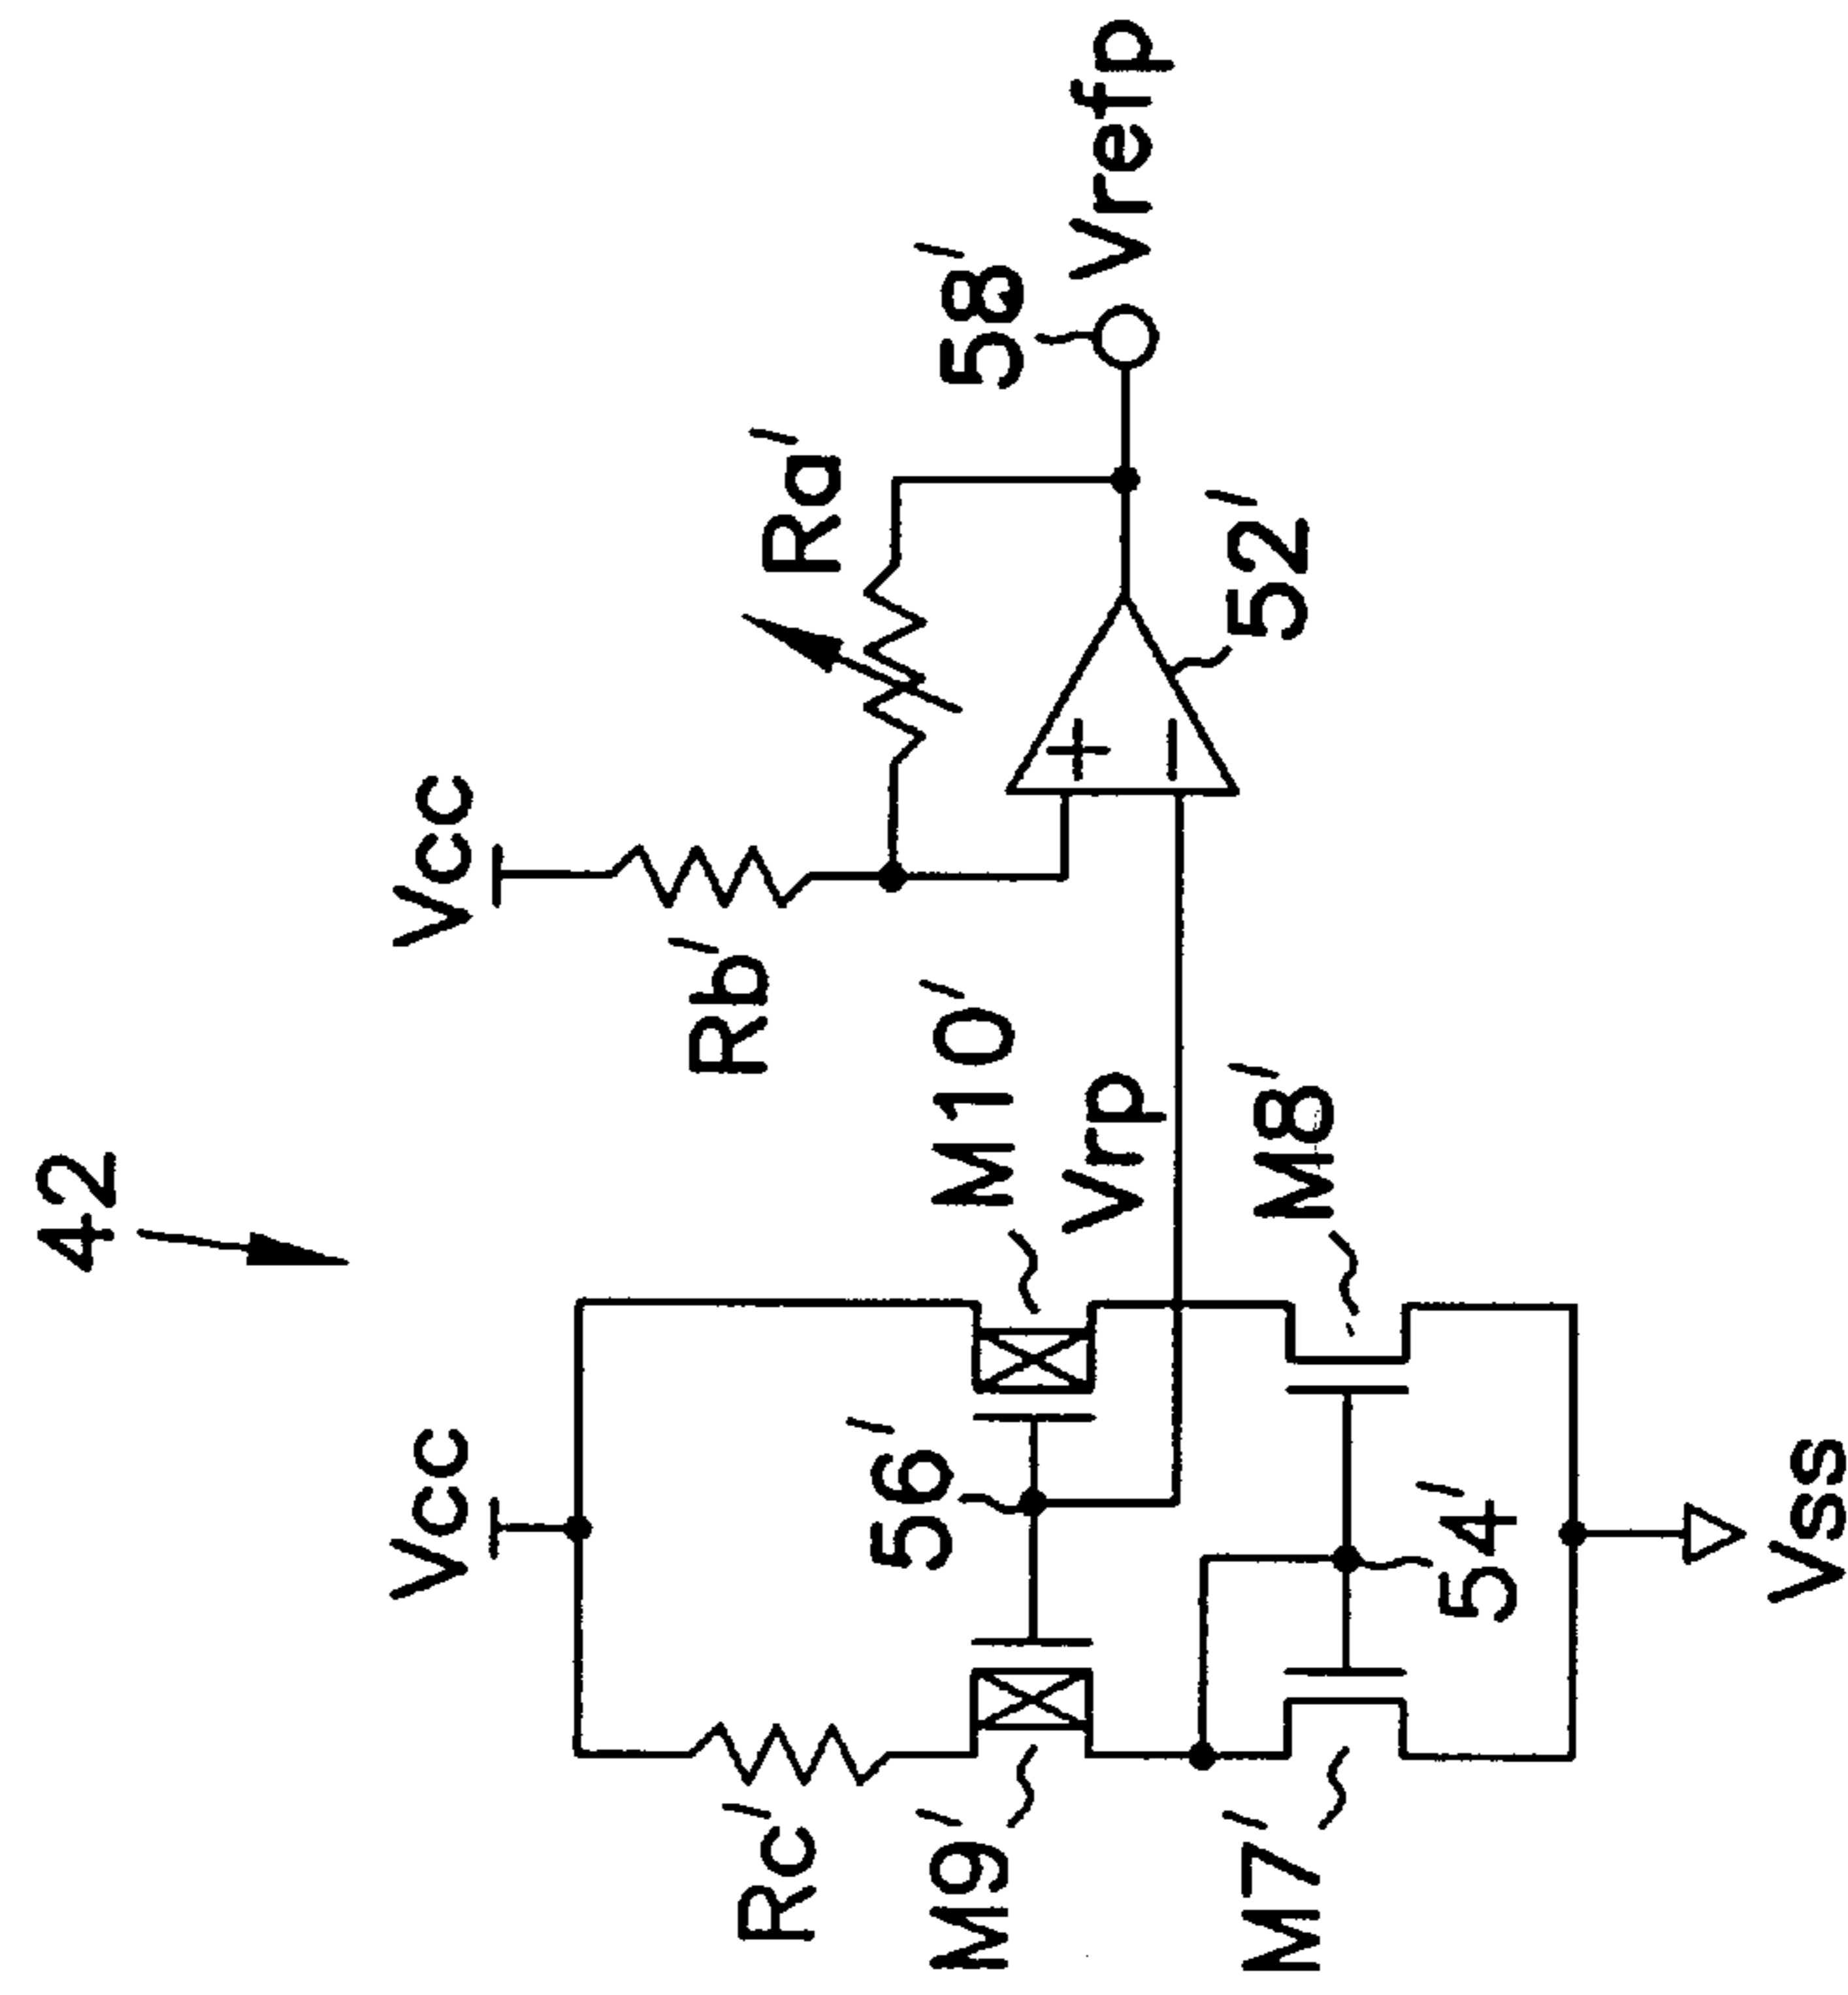 42
Vcc
Vcc
Rc′
Rb′
Ra′
56′
M9′
M10′
58′
Vrp
Vrefp
+
−
52′
M7′
M8′
54′
Vss